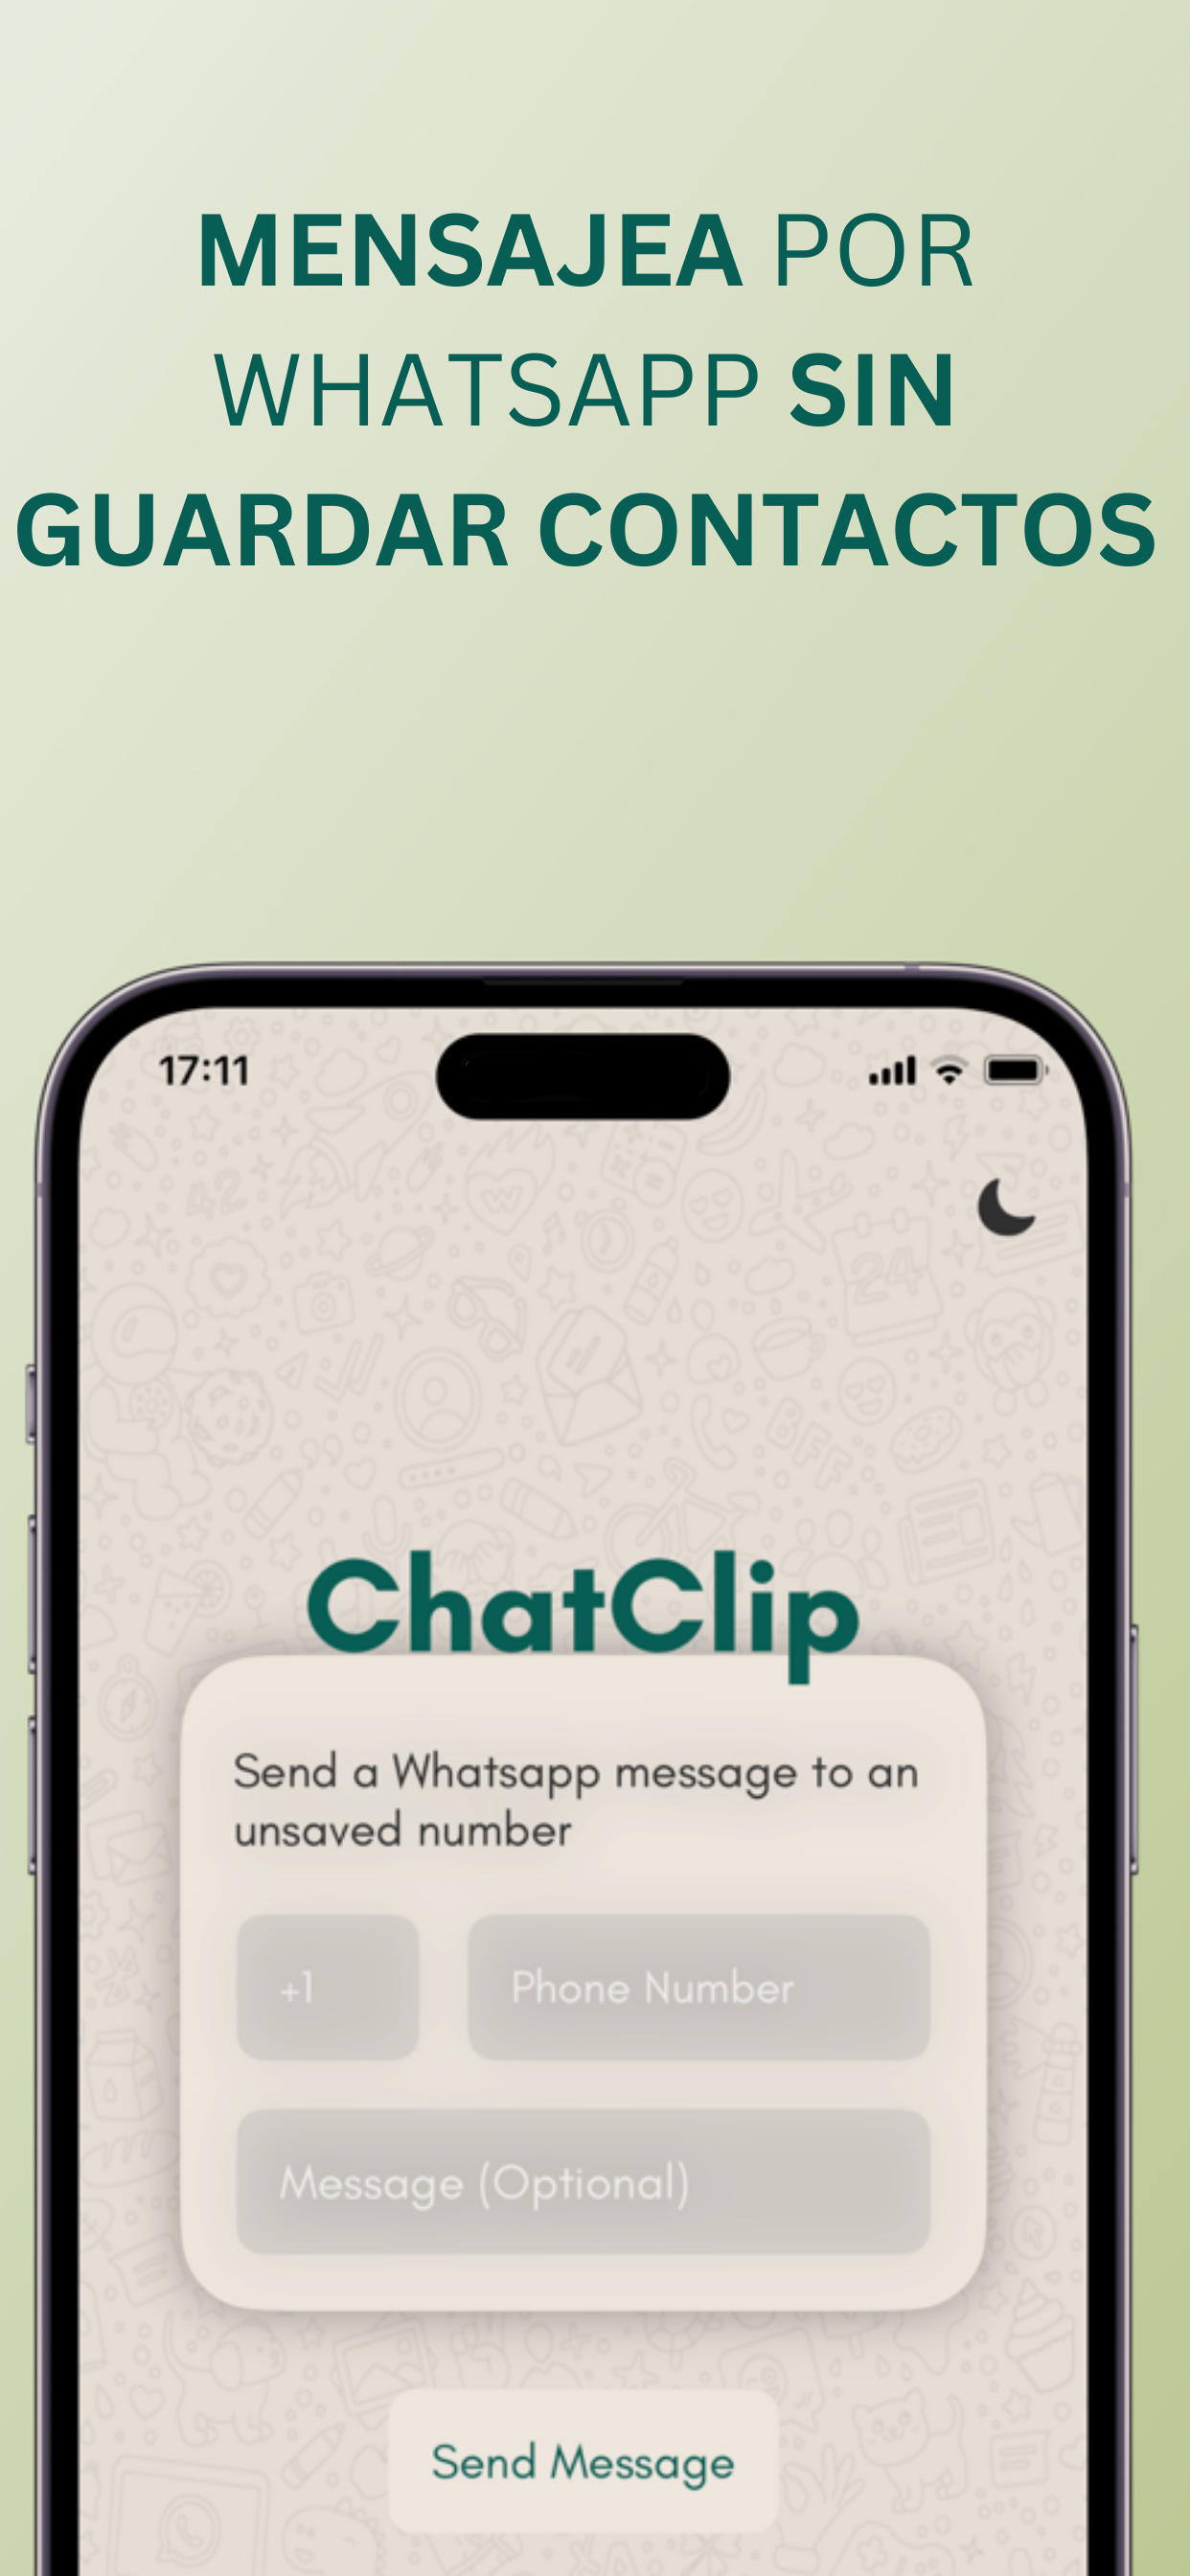 MENSAJEA POR
WHATSAPP SIN
GUARDAR CONTACTOS
17:11
ChatClip
Send a Whatsapp message to an
unsaved number
+1 Phone Number
Message (Optional)
Send Message